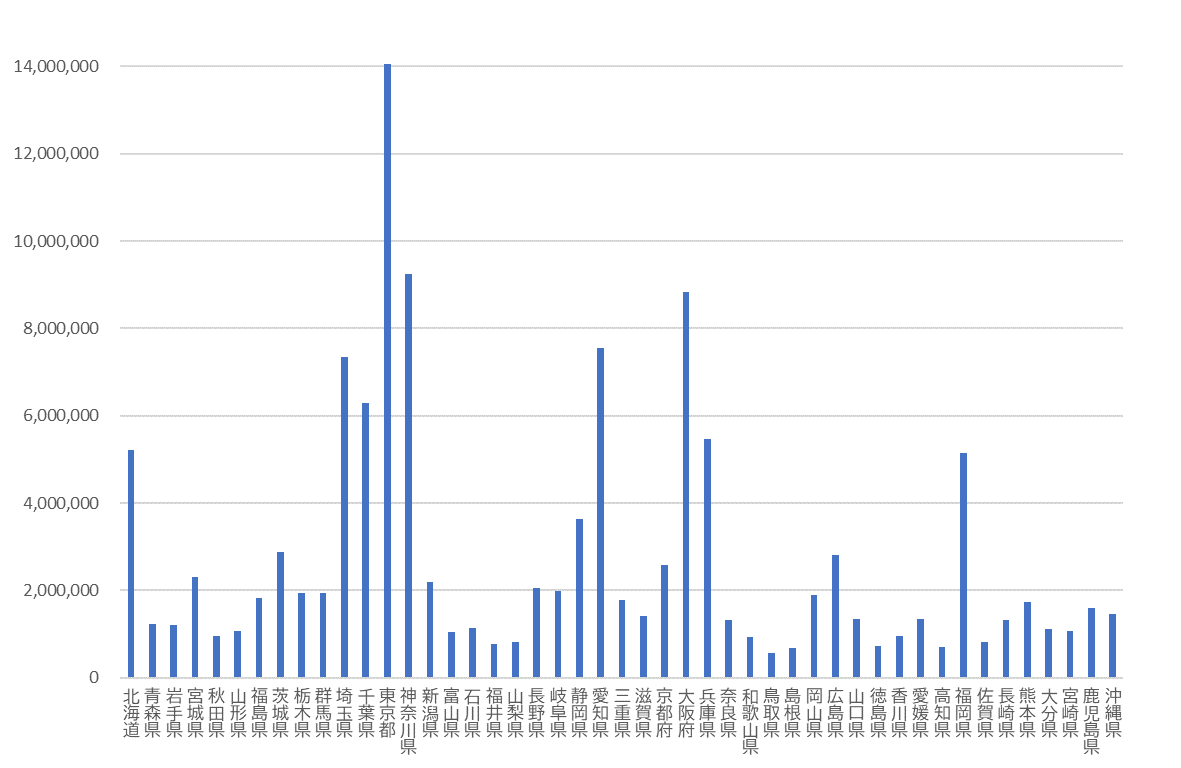 14,000,000
12,000,000
10,000,000
8,000,000
6,000,000
4,000,000
2,000,000
0
北海道
青森県
岩手県
宮城県
秋田県
山形県
福島県
茨城県
栃木県
群馬県
埼玉県
千葉県
東京都
神奈川県
新潟県
富山県
石川県
福井県
山梨県
長野県
岐阜県
静岡県
愛知県
三重県
滋賀県
京都府
大阪府
兵庫県
奈良県
和歌山県
鳥取県
島根県
岡山県
広島県
山口県
徳島県
香川県
愛媛県
高知県
福岡県
佐賀県
長崎県
熊本県
大分県
宮崎県
鹿児島県
沖縄県